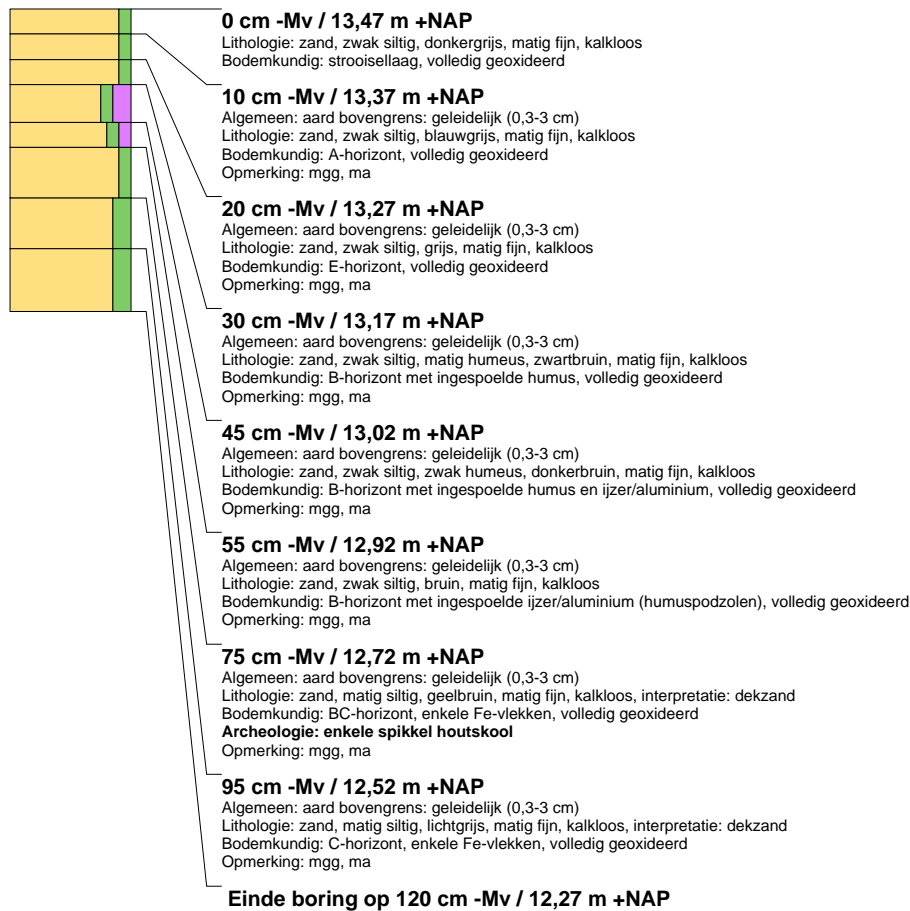 0 cm -Mv / 13,47 m +NAP
Lithologie: zand, zwak siltig, donkergrijs, matig fijn, kalkloos
Bodemkundig: strooisellaag, volledig geoxideerd
10 cm -Mv / 13,37 m +NAP
Algemeen: aard bovengrens: geleidelijk (0,3-3 cm)
Lithologie: zand, zwak siltig, blauwgrijs, matig fijn, kalkloos
Bodemkundig: A-horizont, volledig geoxideerd
Opmerking: mgg, ma
20 cm -Mv / 13,27 m +NAP
Algemeen: aard bovengrens: geleidelijk (0,3-3 cm)
Lithologie: zand, zwak siltig, grijs, matig fijn, kalkloos
Bodemkundig: E-horizont, volledig geoxideerd
Opmerking: mgg, ma
30 cm -Mv / 13,17 m +NAP
Algemeen: aard bovengrens: geleidelijk (0,3-3 cm)
Lithologie: zand, zwak siltig, matig humeus, zwartbruin, matig fijn, kalkloos
Bodemkundig: B-horizont met ingespoelde humus, volledig geoxideerd
Opmerking: mgg, ma
45 cm -Mv / 13,02 m +NAP
Algemeen: aard bovengrens: geleidelijk (0,3-3 cm)
Lithologie: zand, zwak siltig, zwak humeus, donkerbruin, matig fijn, kalkloos
Bodemkundig: B-horizont met ingespoelde humus en ijzer/aluminium, volledig geoxideerd
Opmerking: mgg, ma
55 cm -Mv / 12,92 m +NAP
Algemeen: aard bovengrens: geleidelijk (0,3-3 cm)
Lithologie: zand, zwak siltig, bruin, matig fijn, kalkloos
Bodemkundig: B-horizont met ingespoelde ijzer/aluminium (humuspodzolen), volledig geoxideerd
Opmerking: mgg, ma
75 cm -Mv / 12,72 m +NAP
Algemeen: aard bovengrens: geleidelijk (0,3-3 cm)
Lithologie: zand, matig siltig, geelbruin, matig fijn, kalkloos, interpretatie: dekzand
Bodemkundig: BC-horizont, enkele Fe-vlekken, volledig geoxideerd
Archeologie: enkele spikkel houtskool
Opmerking: mgg, ma
95 cm -Mv / 12,52 m +NAP
Algemeen: aard bovengrens: geleidelijk (0,3-3 cm)
Lithologie: zand, matig siltig, lichtgrijs, matig fijn, kalkloos, interpretatie: dekzand
Bodemkundig: C-horizont, enkele Fe-vlekken, volledig geoxideerd
Opmerking: mgg, ma
Einde boring op 120 cm -Mv / 12,27 m +NAP